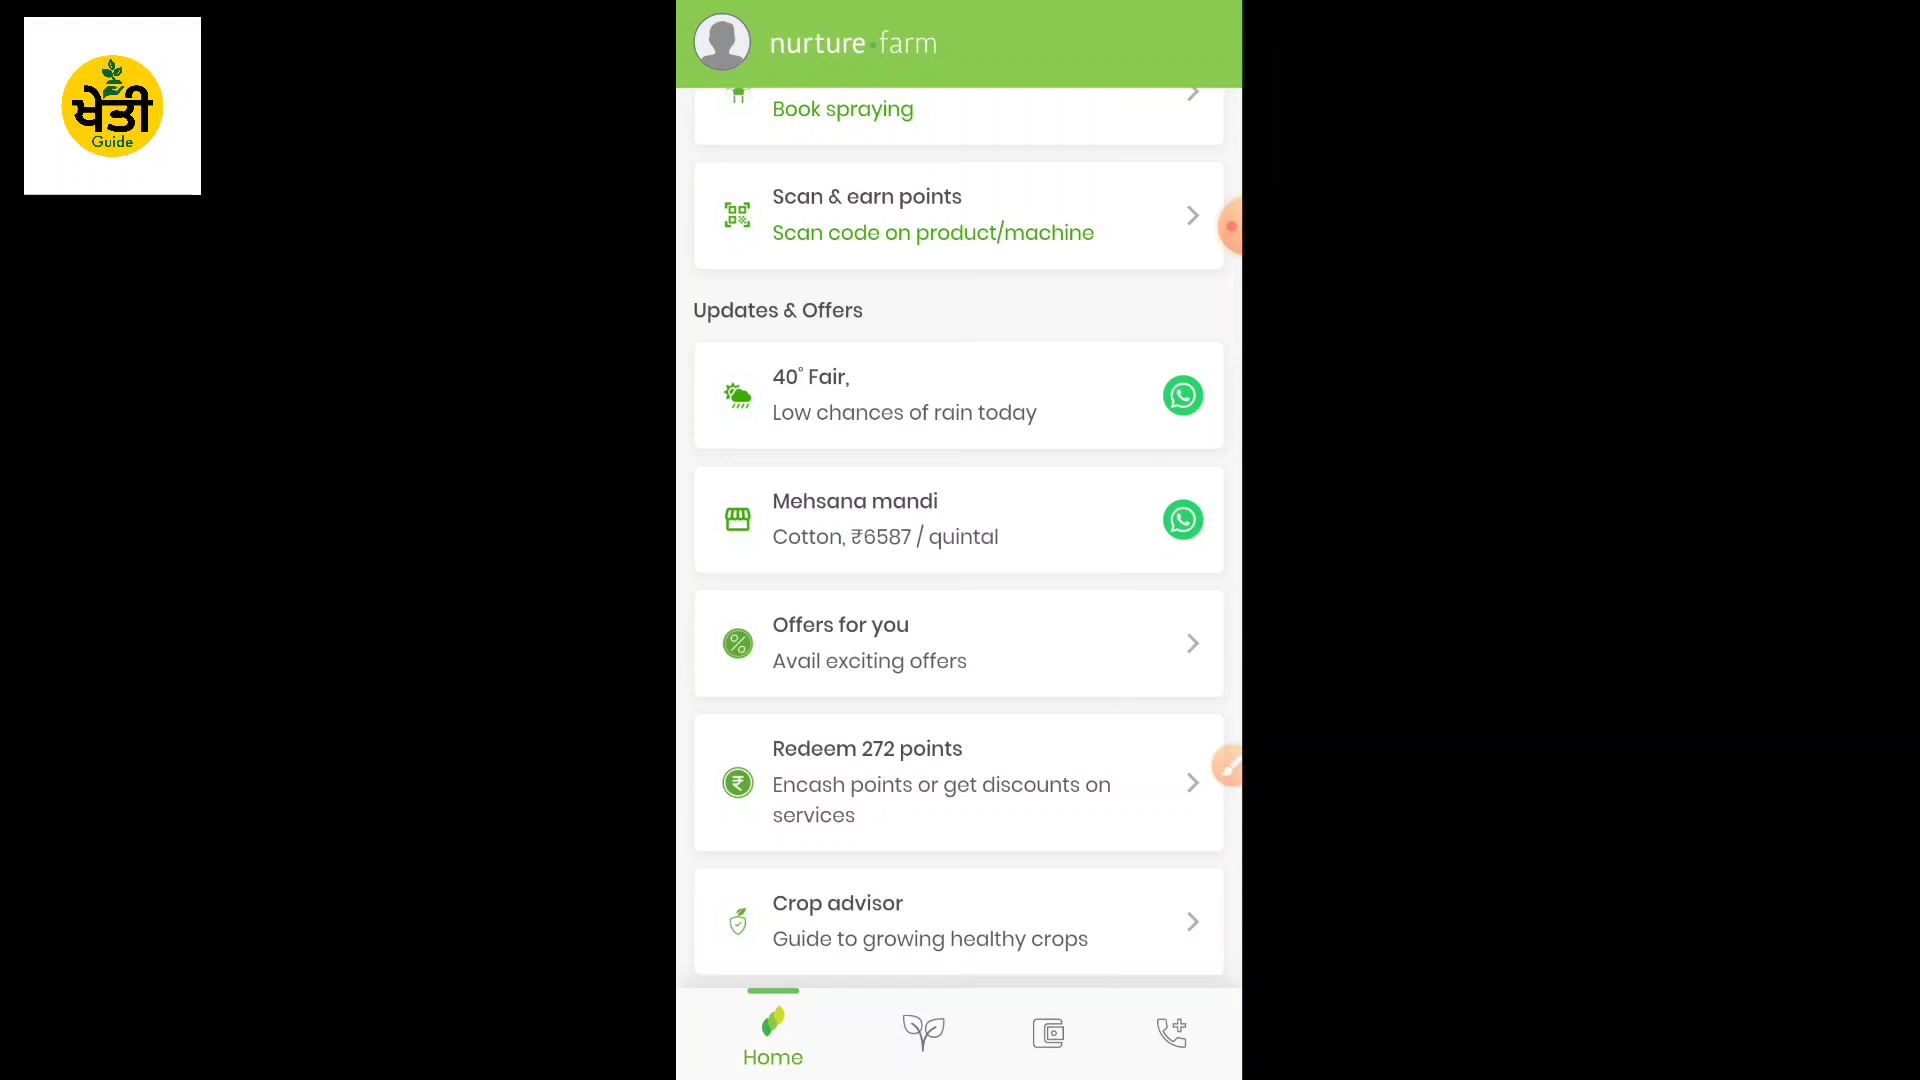 ਖੇਤੀ
Guide
nurture.farm
Book spraying
Scan & earn points
Scan code on product/machine
Updates & Offers
40° Fair,
Low chances of rain today
Mehsana mandi
Cotton, ₹6587 / quintal
Offers for you
Avail exciting offers
Redeem 272 points
Encash points or get discounts on
services
Crop advisor
Guide to growing healthy crops
Home